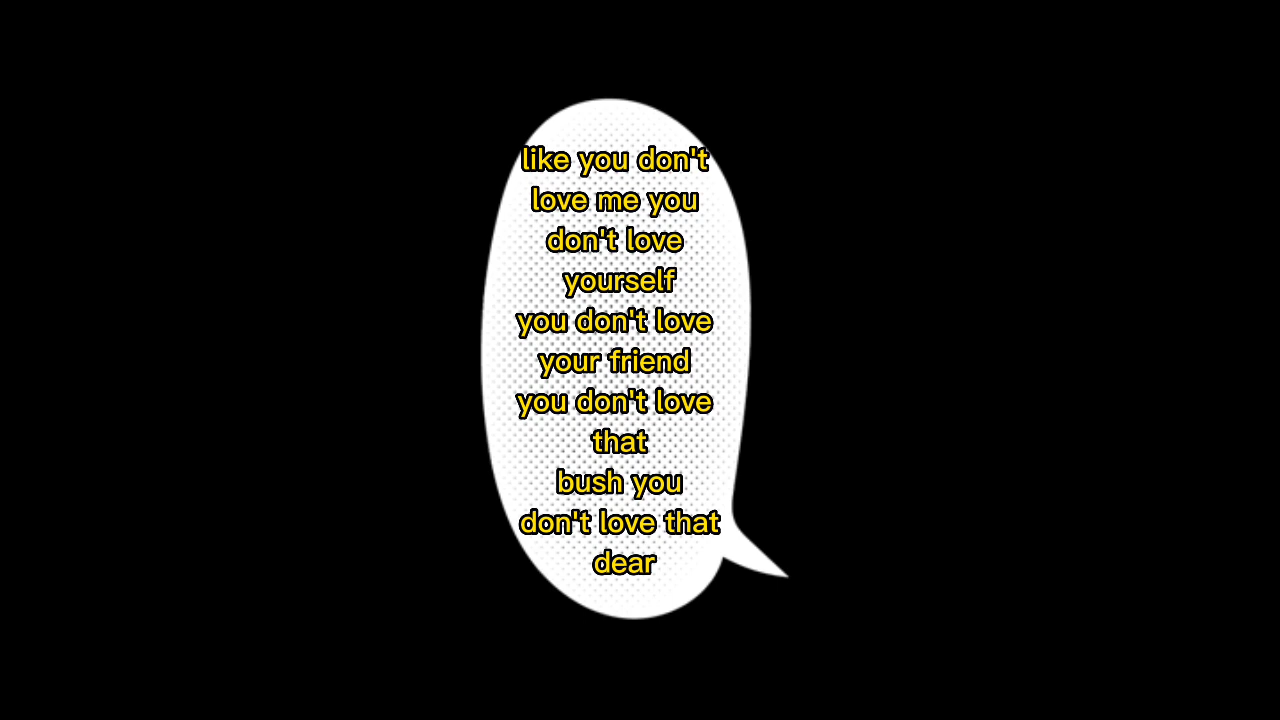 like you don't
love me you
don't love
yourself
you don't love
your friend
you don't love
that
bush you
don't love that
dear